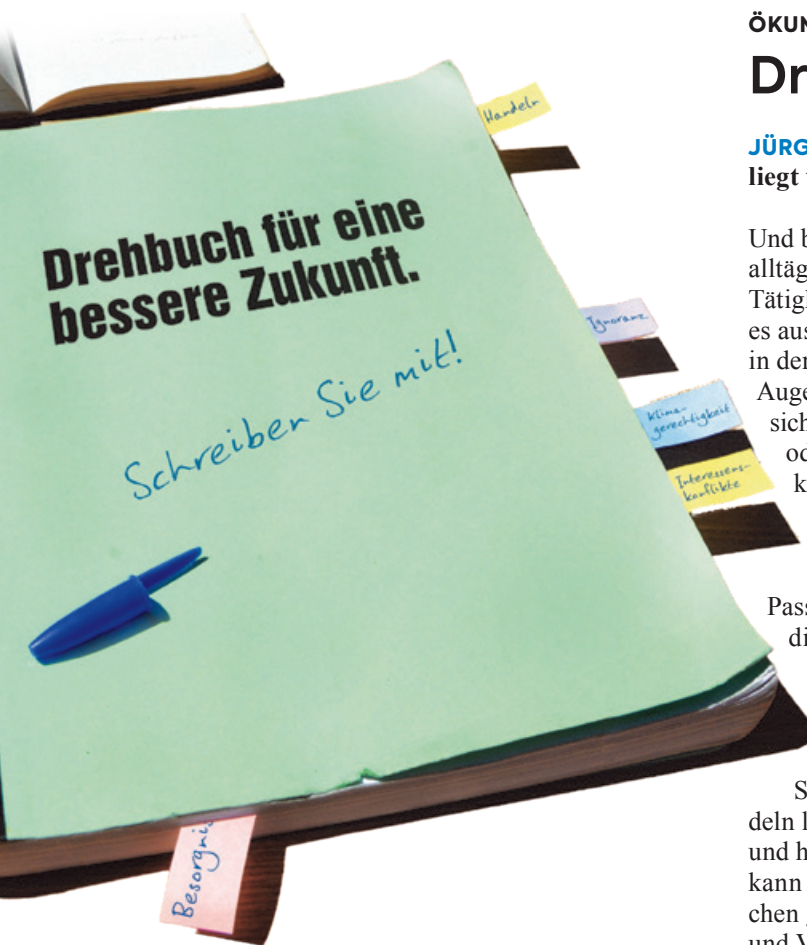 Handeln
Drehbuch für eine
bessere Zukunft.
Ignoranz
Schreiben Sie mit!
Klima-
gerechtigkeit
Interessens-
konflikte
Besorgnis
ÖKUN
Dr
JÜRG
liegt
Und b
alltäg
Tätig
es aus
in der
Auge
sich
od
k
Pass
di
S
deln l
und h
kann
chen
und V